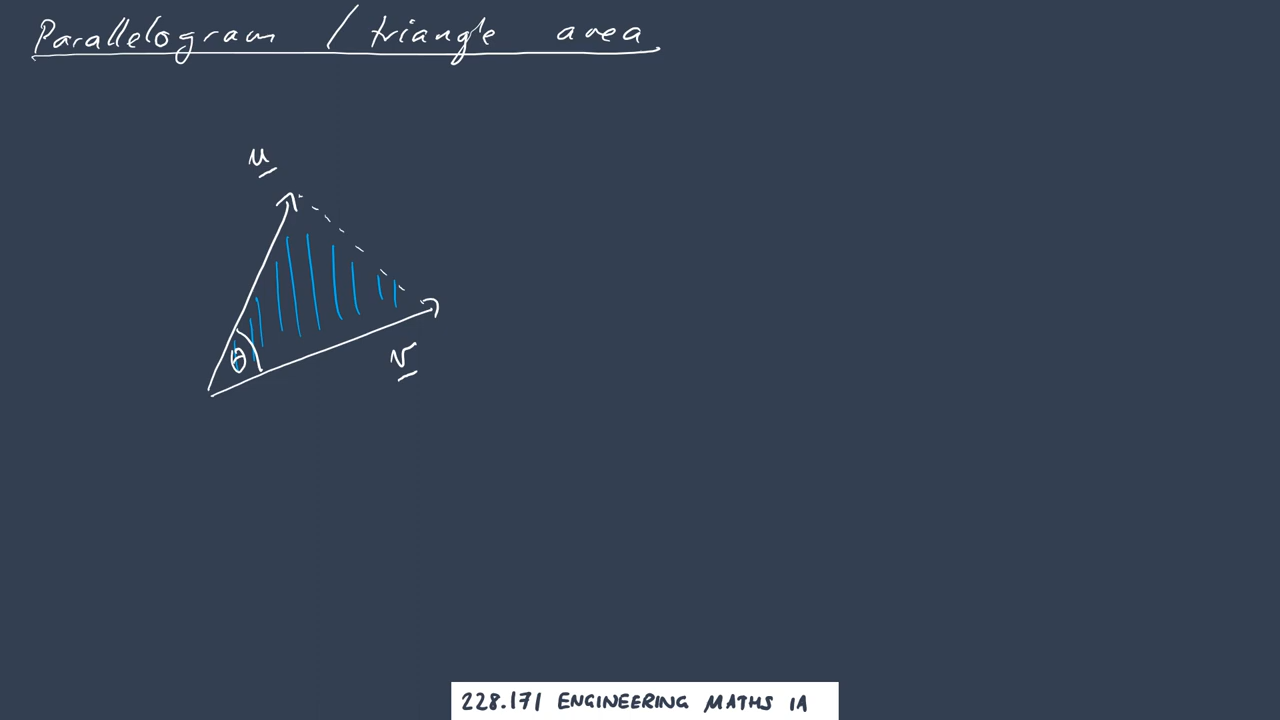 Parallelogram / triangle area
u
θ
v
228.171 ENGINEERING MATHS 1A